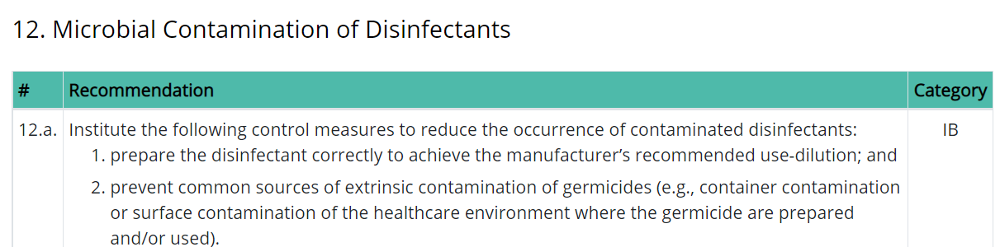 12. Microbial Contamination of Disinfectants
# Recommendation Category
12.a. Institute the following control measures to reduce the occurrence of contaminated disinfectants: IB
1. prepare the disinfectant correctly to achieve the manufacturer’s recommended use-dilution; and
2. prevent common sources of extrinsic contamination of germicides (e.g., container contamination
or surface contamination of the healthcare environment where the germicide are prepared
and/or used).